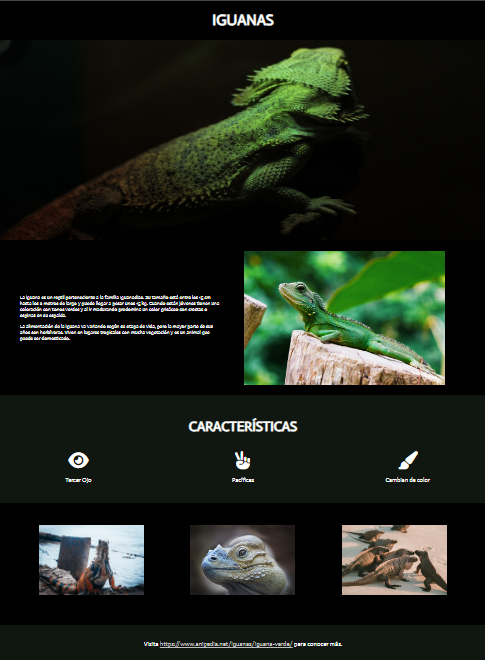 IGUANAS
La iguana es un reptil perteneciente a la familia Iguanadios. Su tamaño está entre los
hasta los 2 metros de largo y puede llegar a pesar unos 15 kg. Cuando están jóvenes tienen una
coloración con tonos verdes y al ir madurando predomina un color grisáceo con crestas o
espinas en su espalda.
La alimentación de la iguana va variando según su etapa de vida, pero la mayor parte de sus
años son herbívoras. Viven en lugares tropicales con mucha vegetación y es un animal que
puede ser domesticado.
CARACTERÍSTICAS
Tercer Ojo
Pacíficas
Cambian de color
Visita https://www.anipedia.net/iguanas/iguana-verde/ para conocer más.